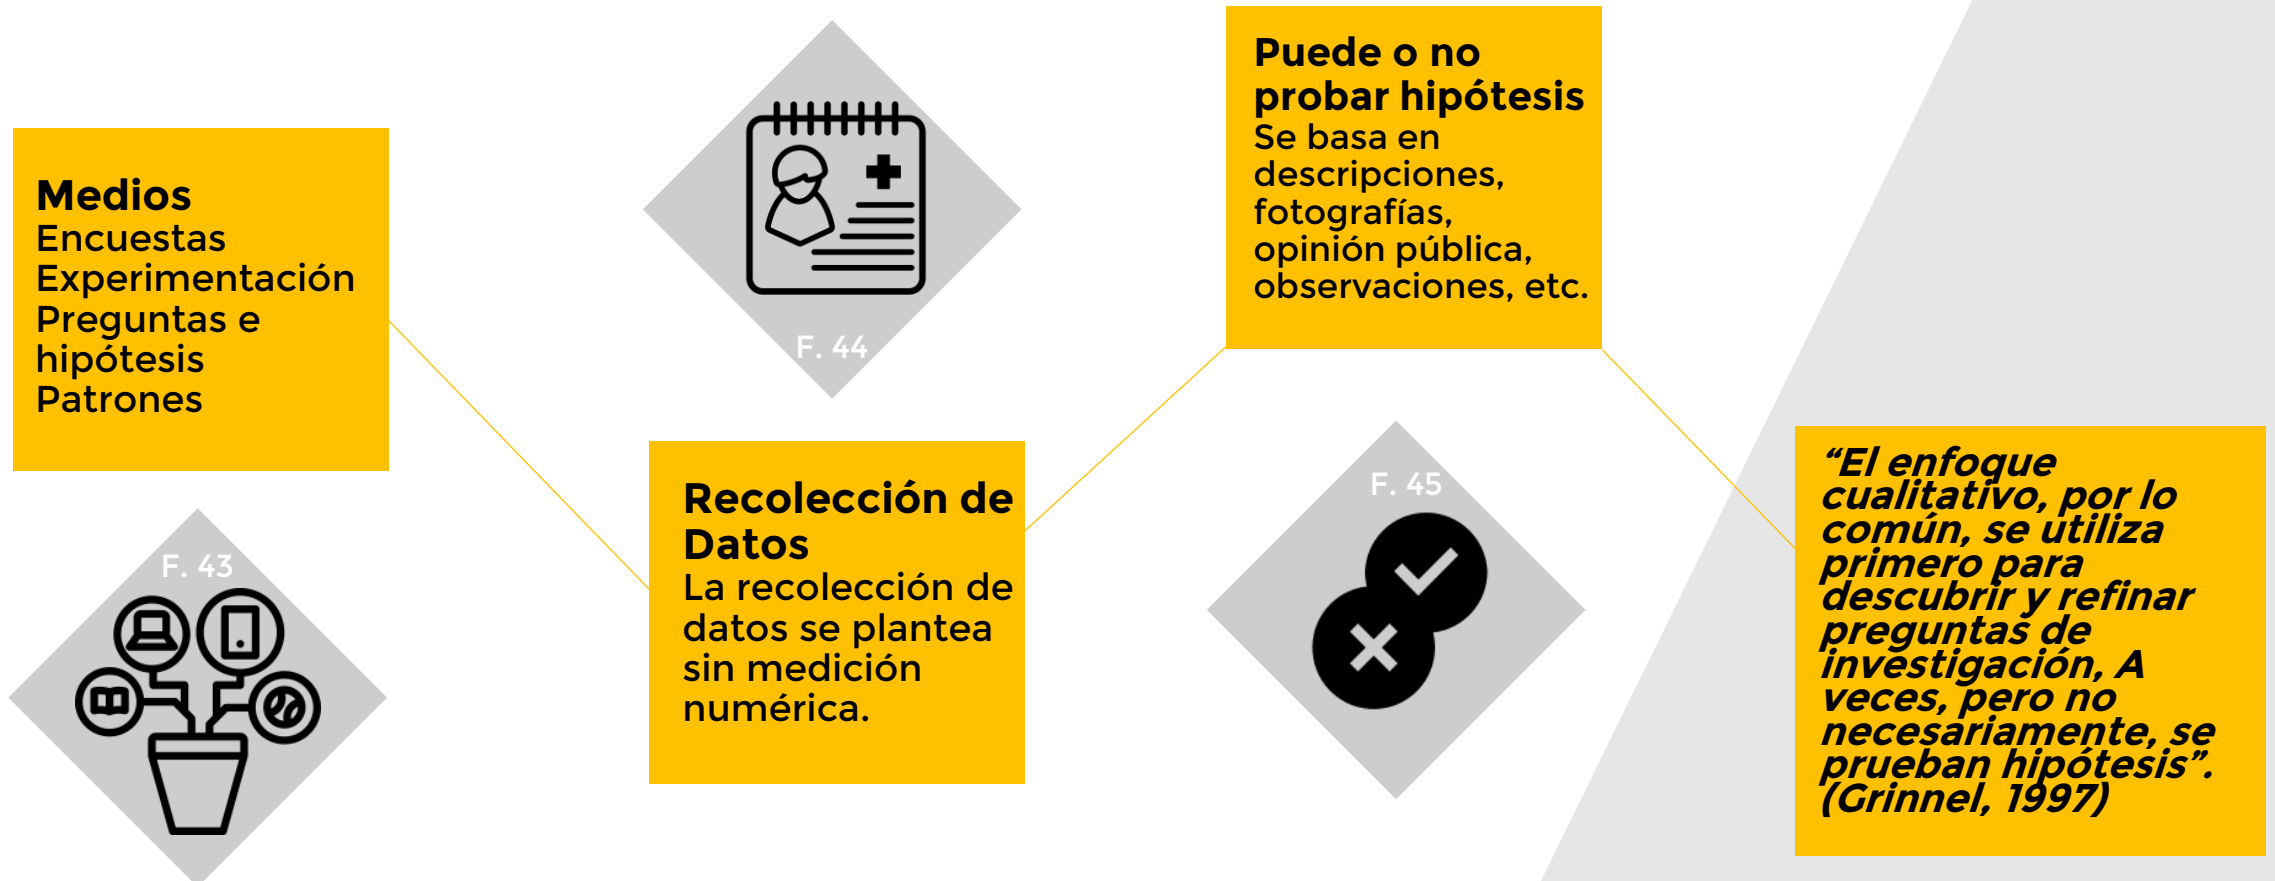 Medios
Encuestas
Experimentación
Preguntas e
hipótesis
Patrones
F. 43
F. 44
Recolección de
Datos
La recolección de
datos se plantea
sin medición
numérica.
Puede o no
probar hipótesis
Se basa en
descripciones,
fotografías,
opinión pública,
observaciones, etc.
F. 45
“El enfoque
cualitativo, por lo
común, se utiliza
primero para
descubrir y refinar
preguntas de
investigación, A
veces, pero no
necesariamente, se
prueban hipótesis”.
(Grinnel, 1997)